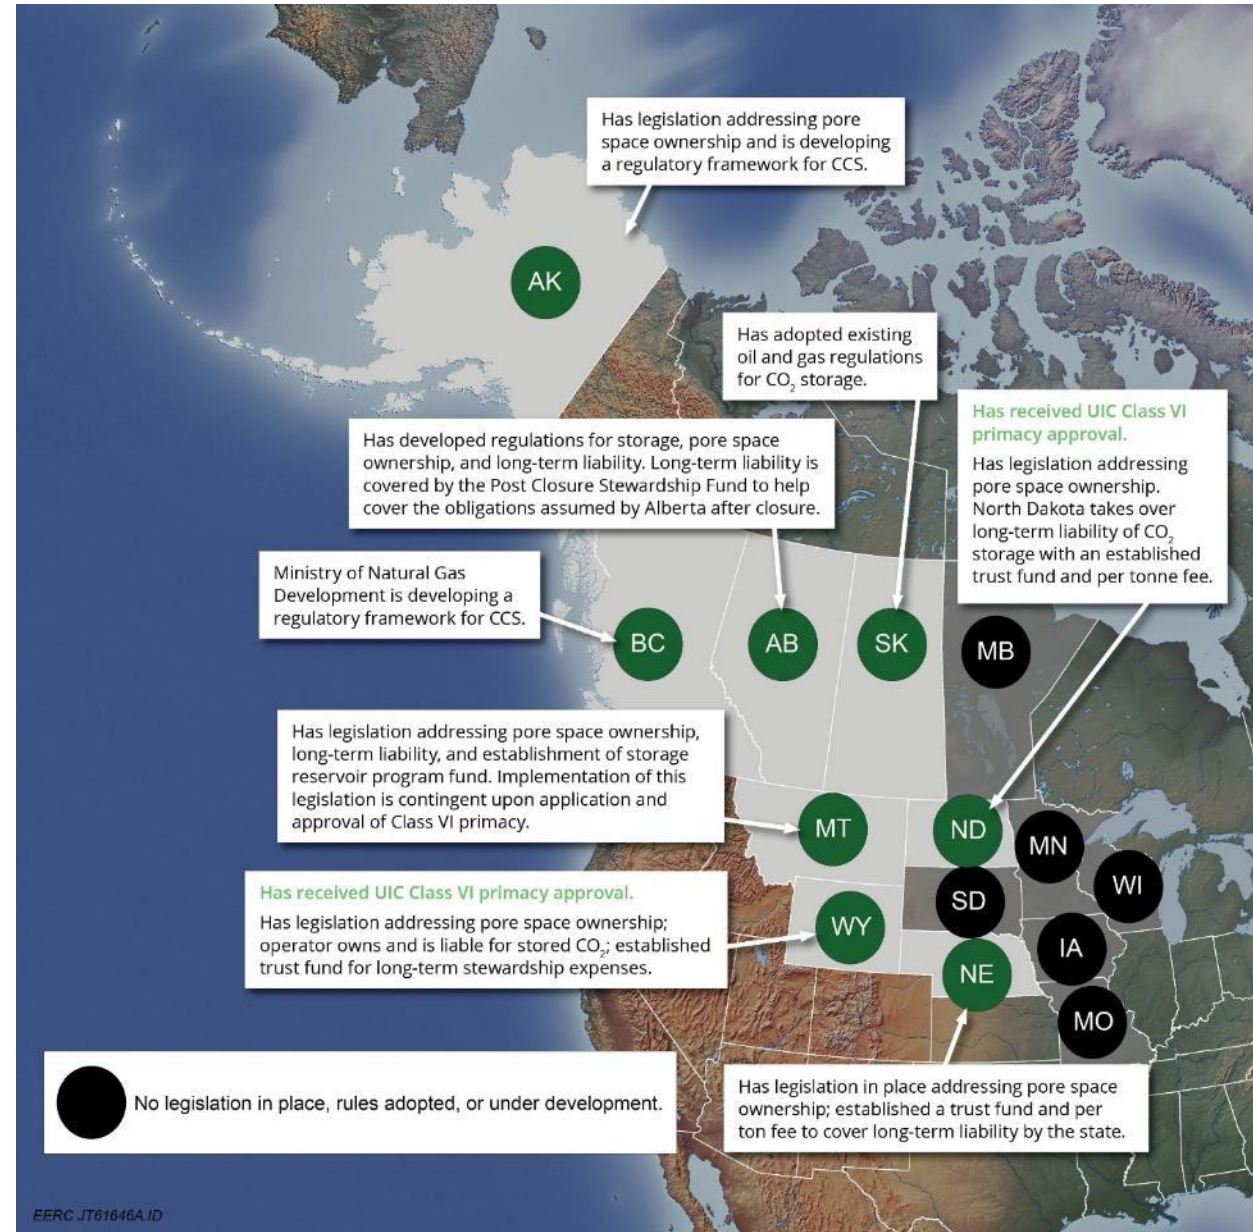 Has legislation addressing pore
space ownership and is developing
a regulatory framework for CCS.
AK
Has adopted existing
oil and gas regulations
for CO₂ storage.
Has received UIC Class VI
primacy approval.
Has legislation addressing
pore space ownership.
North Dakota takes over
long-term liability of CO₂
storage with an established
trust fund and per tonne fee.
Has developed regulations for storage, pore space
ownership, and long-term liability. Long-term liability is
covered by the Post Closure Stewardship Fund to help
cover the obligations assumed by Alberta after closure.
Ministry of Natural Gas
Development is developing a
regulatory framework for CCS.
BC
AB
SK
MB
Has legislation addressing pore space ownership,
long-term liability, and establishment of storage
reservoir program fund. Implementation of this
legislation is contingent upon application and
approval of Class VI primacy.
MT
ND
MN
WI
SD
Has received UIC Class VI primacy approval.
Has legislation addressing pore space ownership;
operator owns and is liable for stored CO₂; established
trust fund for long-term stewardship expenses.
WY
IA
NE
MO
Has legislation in place addressing pore space
ownership; established a trust fund and per
ton fee to cover long-term liability by the state.
No legislation in place, rules adopted, or under development.
EERC JT61646A.ID